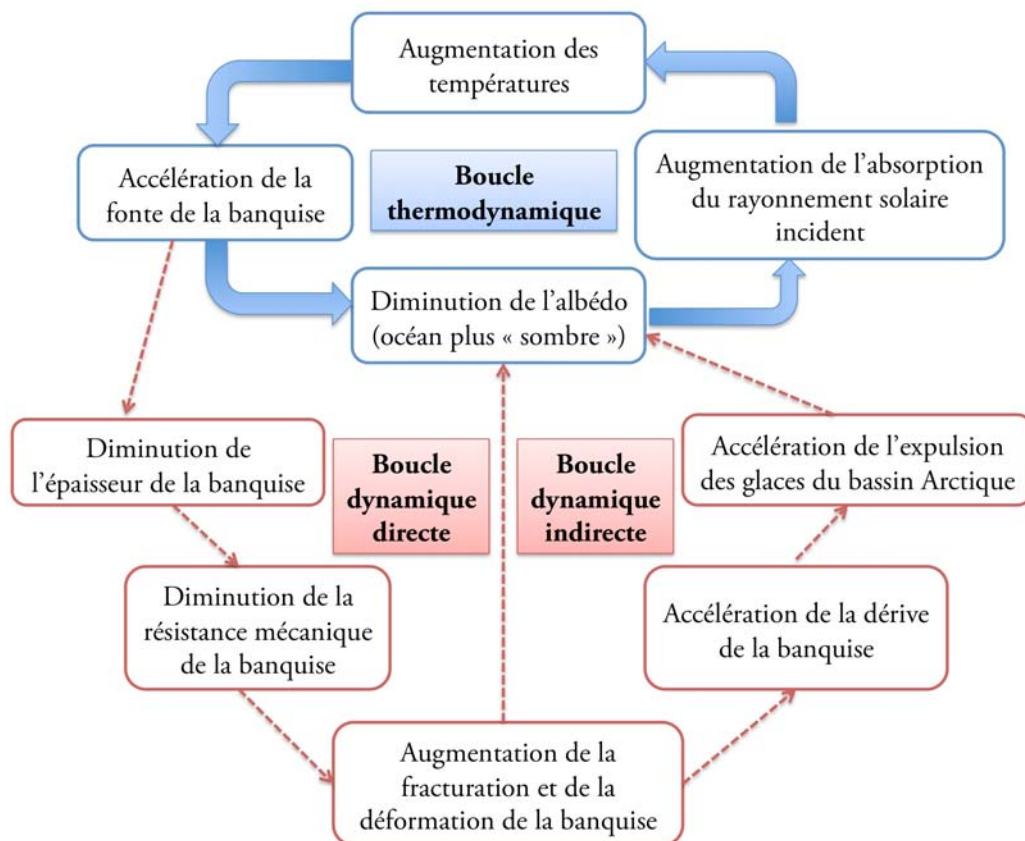 Augmentation des
températures
Accélération de la
fonte de la banquise
Boucle
thermodynamique
Augmentation de l'absorption
du rayonnement solaire
incident
Diminution de l'albédo
(océan plus « sombre »)
Diminution de
l'épaisseur de la banquise
Boucle
dynamique
directe
Boucle
dynamique
indirecte
Accélération de l'expulsion
des glaces du bassin Arctique
Diminution de la
résistance mécanique
de la banquise
Accélération de la dérive
de la banquise
Augmentation de la
fracturation et de la
déformation de la banquise